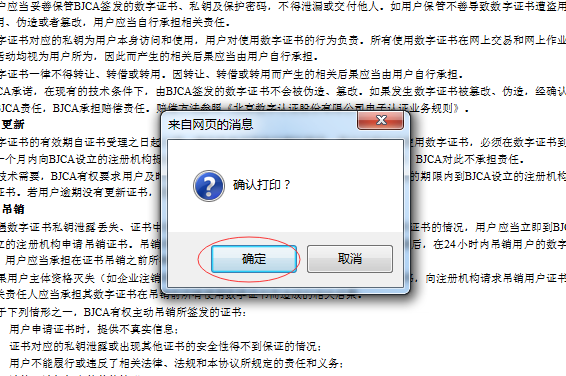 户应当妥善保管BJCA签发的数字证书、私钥及保护密码，不得泄漏或交付他人。如用户保管不善导致数字证书遭盗用
用、伪造或者篡改，用户应当自行承担相关责任。
字证书对应的私钥为用户本身访问和使用，用户对使用数字证书的行为负责。所有使用数字证书在网上交易和网上作业
活动均视为用户所为，因此而产生的相关后果应当由用户自行承担。
字证书一律不得转让、转借或转用。因转让、转借或转用而产生的相关后果应当由用户自行承担。
CA承诺，在现有的技术条件下，由BJCA签发的数字证书不会被伪造、篡改。如果发生数字证书被篡改、伪造，经确认
BJCA责任，BJCA承担赔偿责任。赔偿方法参照《北京数字认证股份有限公司电子认证业务规则》。
更新
字证书的有效期自证书受理之日起 使用数字证书，必须在数字证书到
一个月内向BJCA设立的注册机构提 BJCA对此不承担责任。
技术需要，BJCA有权要求用户及时 的期限内到BJCA设立的注册机
证书。若用户逾期没有更新证书，
吊销
通数字证书私钥泄露丢失、证书中 证书的情况，用户应当立即到BJ
立的注册机构申请吊销证书。吊 后，在24小时内吊销用户的数字
，用户应当承担在证书吊销之前所
果用户主体资格灭失（如企业注销 ，向注册机构请求吊销用户证书
关责任人应当承担其数字证书在吊销前所有使用数字证书而造成的相关后果。
于下列情形之一，BJCA有权主动吊销所签发的证书：
用户申请证书时，提供不真实信息；
证书对应的私钥泄露或出现其他证书的安全性得不到保证的情况；
用户不能履行或违反了相关法律、法规和本协议所规定的责任和义务；
来自网页的消息
确认打印？
确定
取消